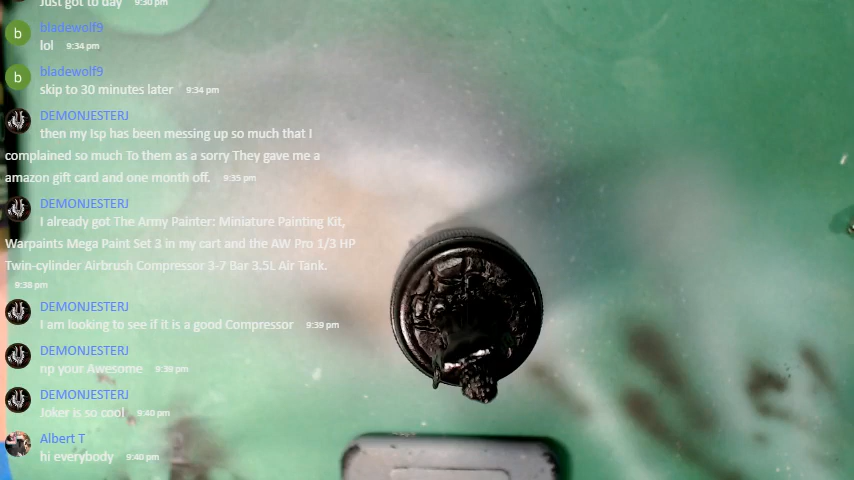 Just got to day 9:30 pm
b bladewolf9
lol 9:34 pm
b bladewolf9
skip to 30 minutes later 9:34 pm
DEMONJESTERJ
then my Isp has been messing up so much that I
complained so much To them as a sorry They gave me a
amazon gift card and one month off. 9:35 pm
DEMONJESTERJ
I already got The Army Painter: Miniature Painting Kit,
Warpaints Mega Paint Set 3 in my cart and the AW Pro 1/3 HP
Twin-cylinder Airbrush Compressor 3-7 Bar 3.5L Air Tank.
9:38 pm
DEMONJESTERJ
I am looking to see if it is a good Compressor 9:39 pm
DEMONJESTERJ
np your Awesome 9:39 pm
DEMONJESTERJ
Joker is so cool 9:40 pm
Albert T
hi everybody 9:40 pm